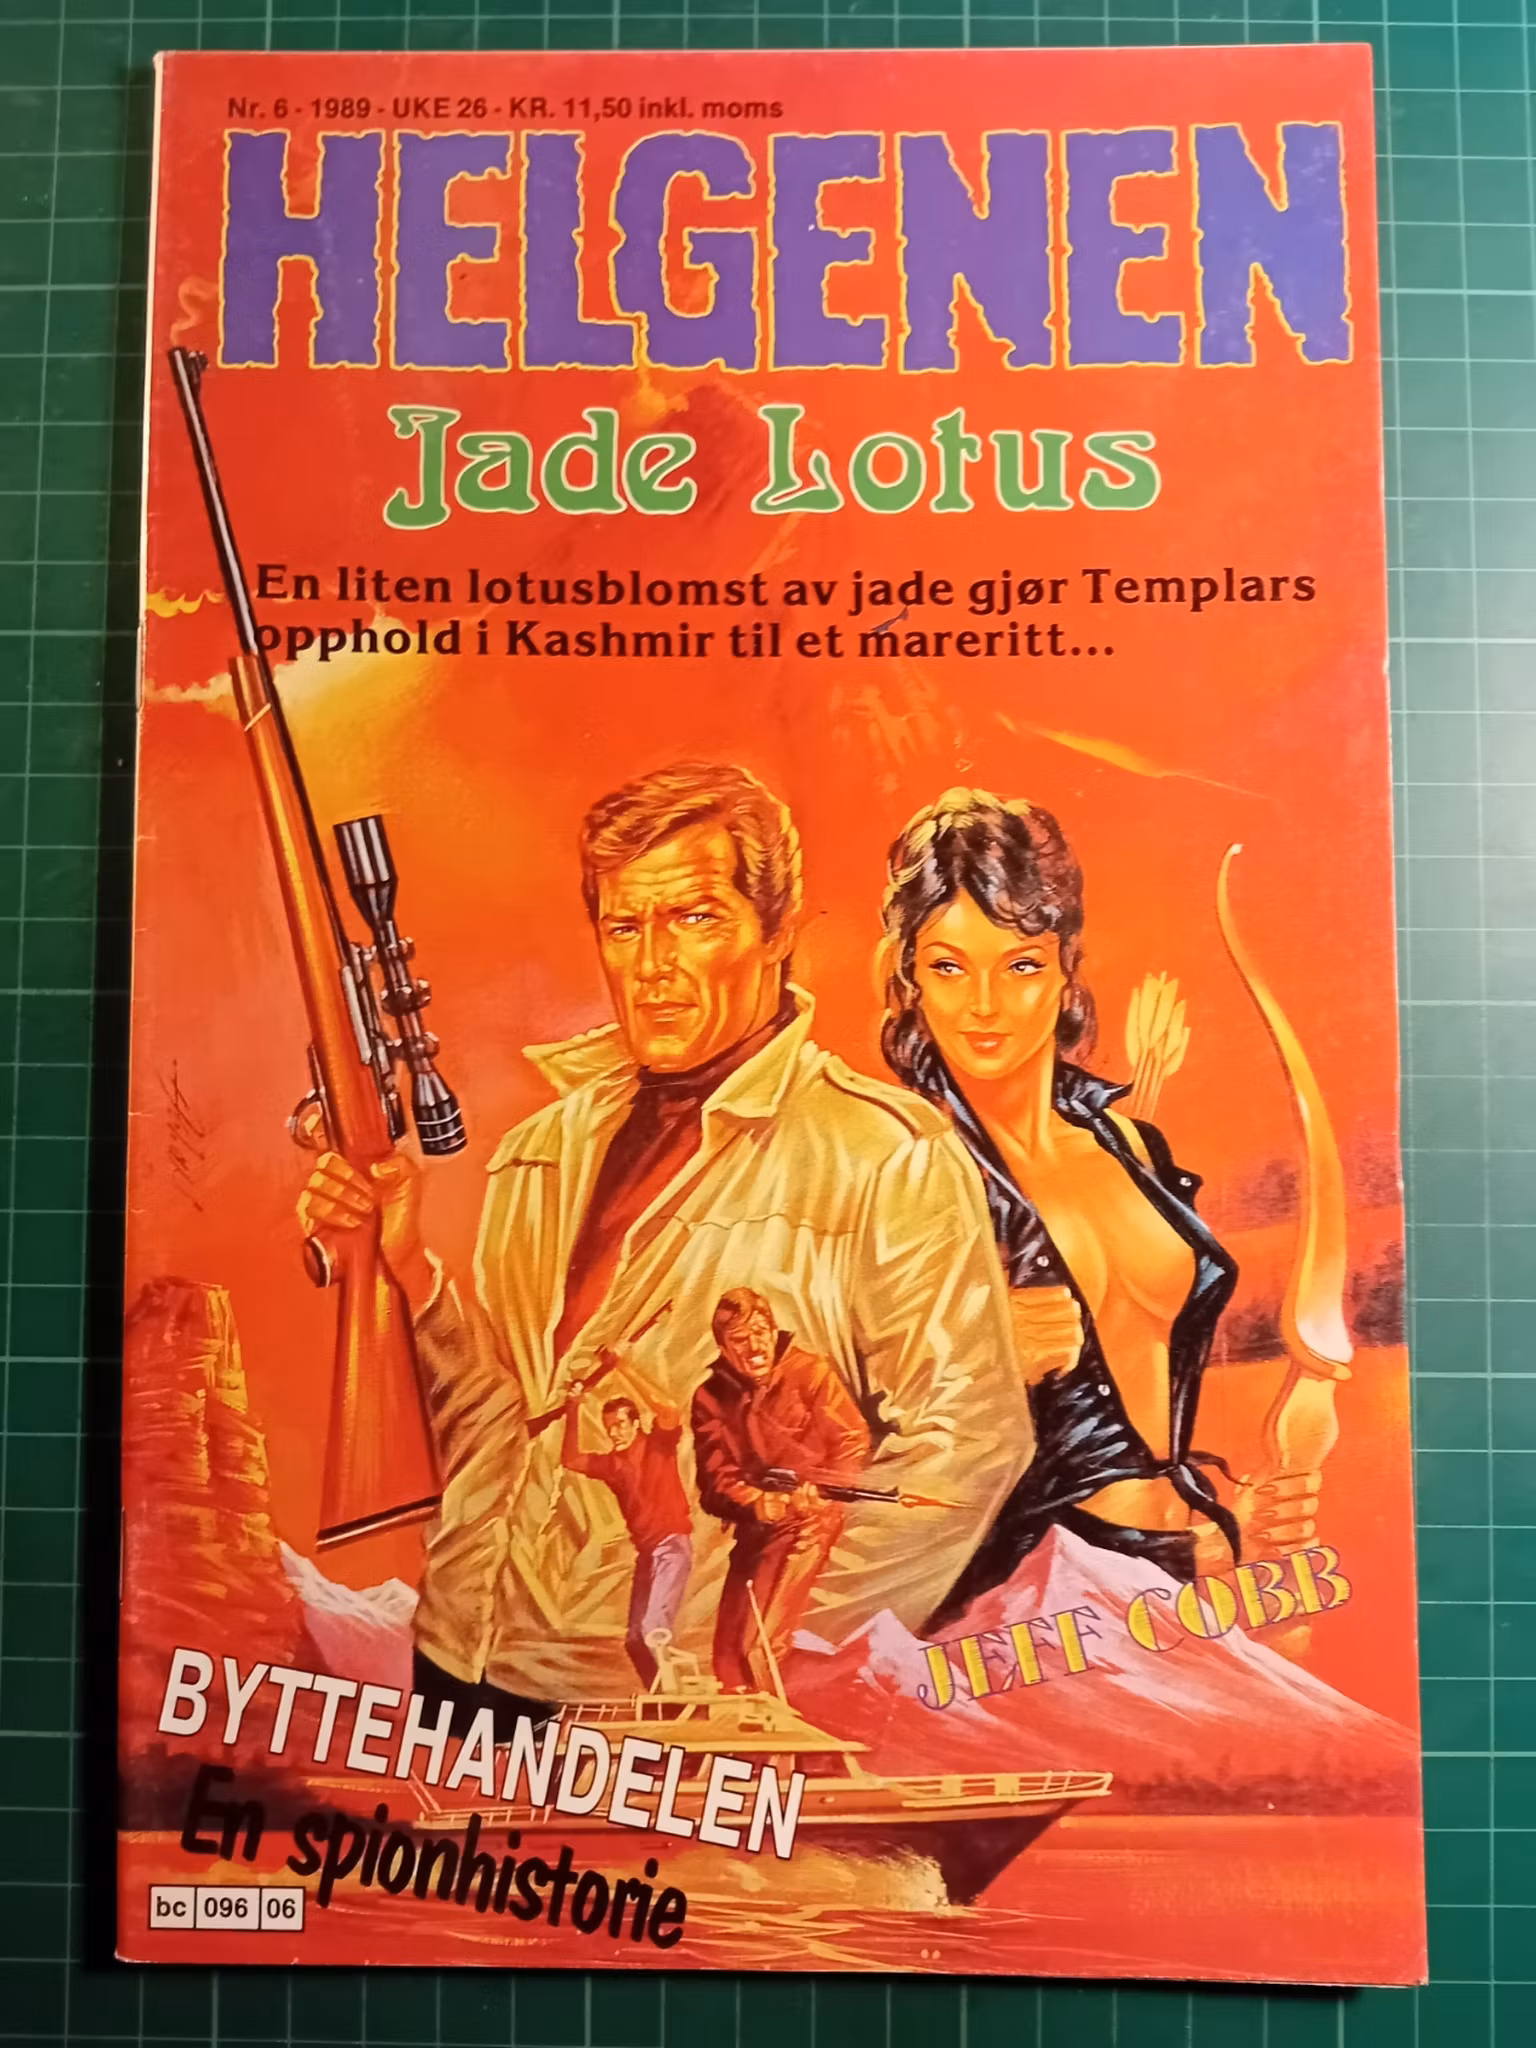 Nr. 6 - 1989 - UKE 26 - KR. 11,50 inkl. moms
HELGENEN
Jade Lotus
En liten lotusblomst av jade gjør Templars
opphold i Kashmir til et mareritt...
JEFF COBB
BYTTEHANDELEN
En spionhistorie
bc 096 06